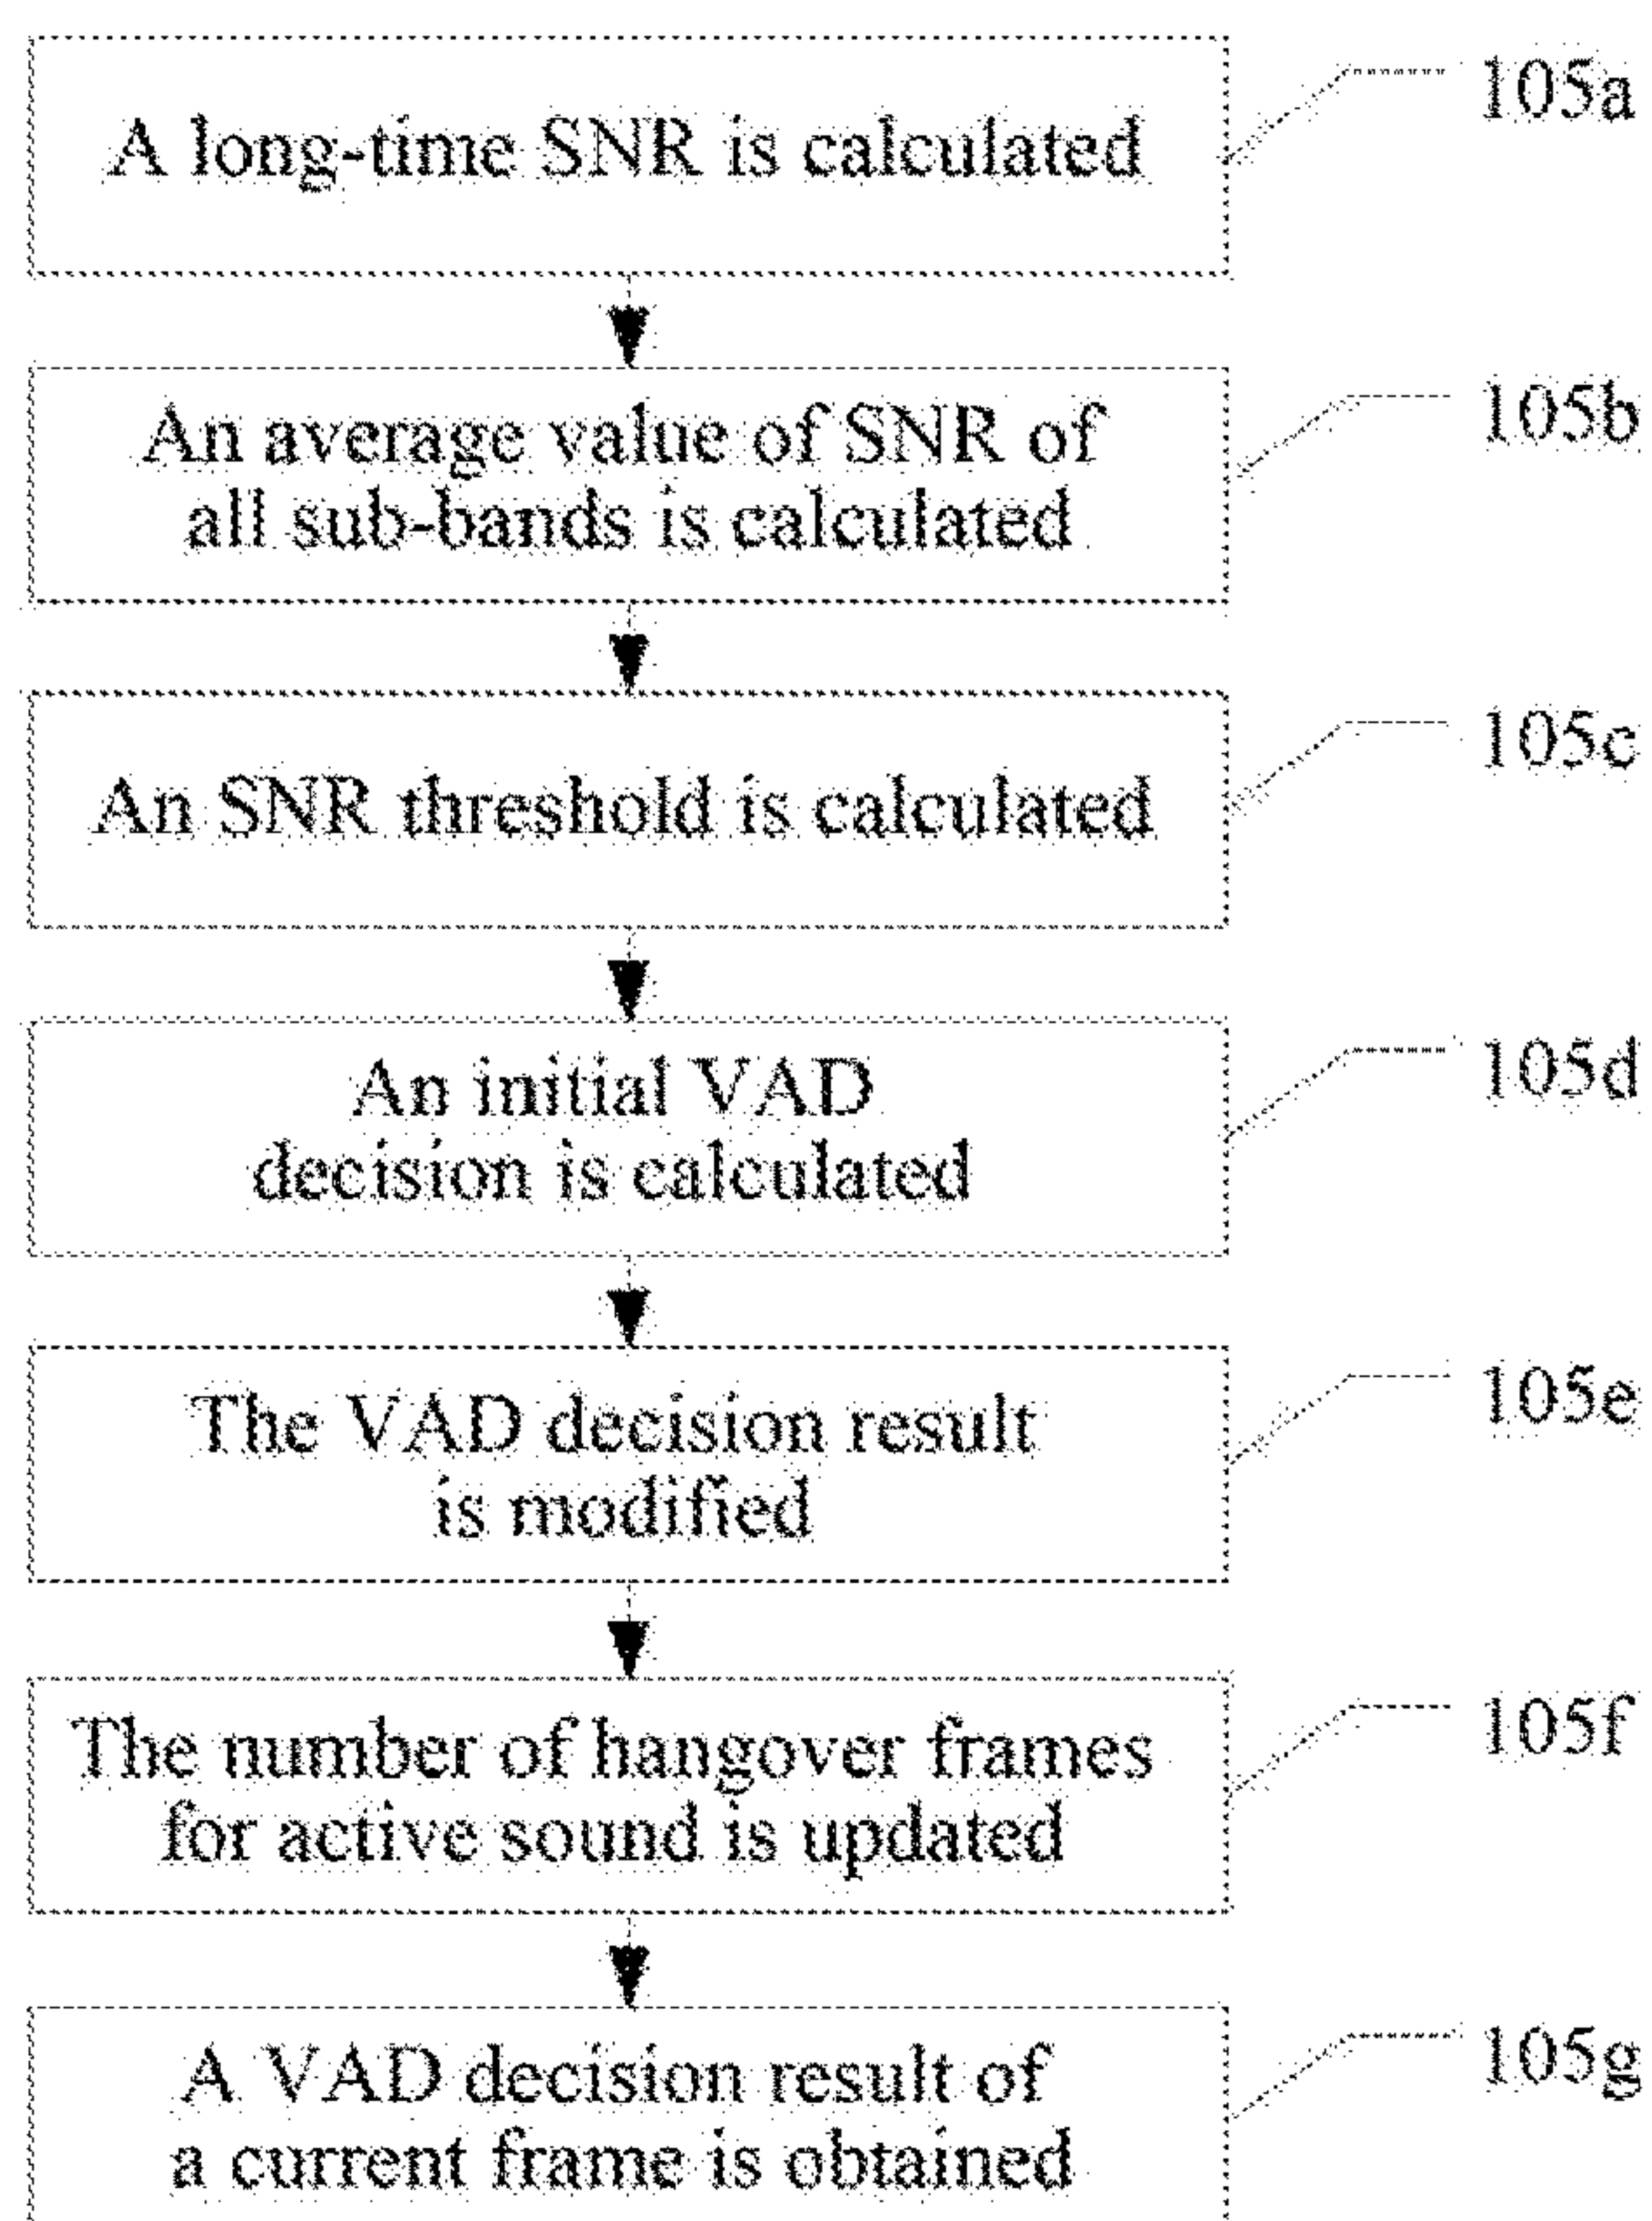 A long-time SNR is calculated
105a
An average value of SNR of
all sub-bands is calculated
105b
An SNR threshold is calculated
105c
An initial VAD
decision is calculated
105d
The VAD decision result
is modified
105e
The number of hangover frames
for active sound is updated
105f
A VAD decision result of
a current frame is obtained
105g